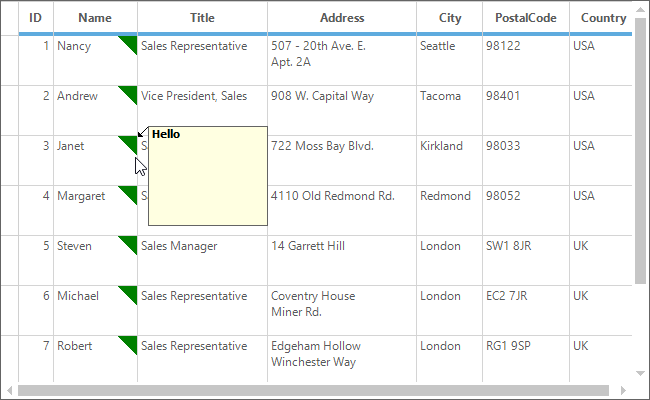 ID Name Title Address City PostalCode Country
1 Nancy Sales Representative 507 - 20th Ave. E. Seattle 98122 USA
Apt. 2A
2 Andrew Vice President, Sales 908 W. Capital Way Tacoma 98401 USA
Hello
3 Janet S 722 Moss Bay Blvd. Kirkland 98033 USA
4 Margaret S 4110 Old Redmond Rd. Redmond 98052 USA
5 Steven Sales Manager 14 Garrett Hill London SW1 8JR UK
6 Michael Sales Representative Coventry House London EC2 7JR UK
Miner Rd.
7 Robert Sales Representative Edgeham Hollow London RG1 9SP UK
Winchester Way